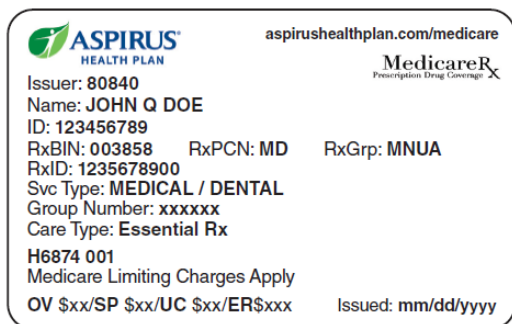 ASPIRUS®
HEALTH PLAN
aspirushealthplan.com/medicare
MedicareRx
Prescription Drug Coverage
Issuer: 80840
Name: JOHN Q DOE
ID: 123456789
RxBIN: 003858 RxPCN: MD RxGrp: MNUA
RxID: 1235678900
Svc Type: MEDICAL / DENTAL
Group Number: xxxxxx
Care Type: Essential Rx
H6874 001
Medicare Limiting Charges Apply
OV $xx/SP $xx/UC $xx/ER$xxx Issued: mm/dd/yyyy